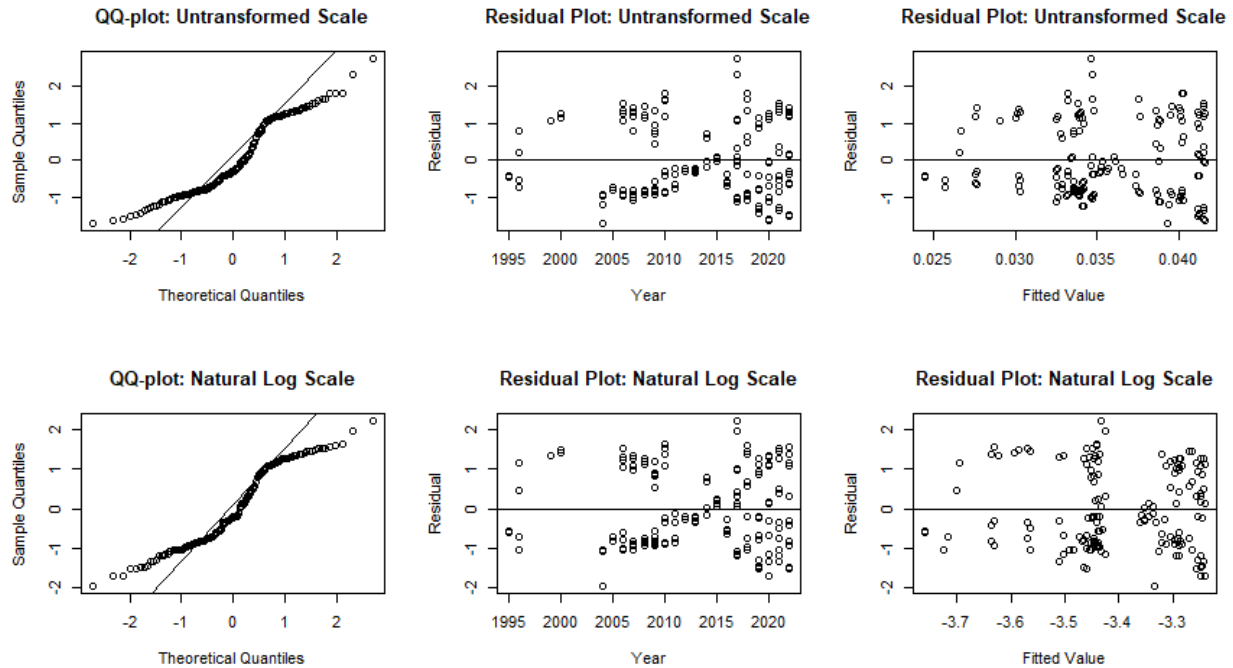 QQ-plot: Untransformed Scale
Sample Quantiles
2
1
0
-1
-2 -1 0 1 2
Theoretical Quantiles
Residual Plot: Untransformed Scale
Residual
2
1
0
-1
1995 2000 2005 2010 2015 2020
Year
Residual Plot: Untransformed Scale
Residual
2
1
0
-1
0.025 0.030 0.035 0.040
Fitted Value
QQ-plot: Natural Log Scale
Sample Quantiles
2
1
0
-1
-2
-2 -1 0 1 2
Theoretical Quantiles
Residual Plot: Natural Log Scale
Residual
2
1
0
-1
-2
1995 2000 2005 2010 2015 2020
Year
Residual Plot: Natural Log Scale
Residual
2
1
0
-1
-2
-3.7 -3.6 -3.5 -3.4 -3.3
Fitted Value